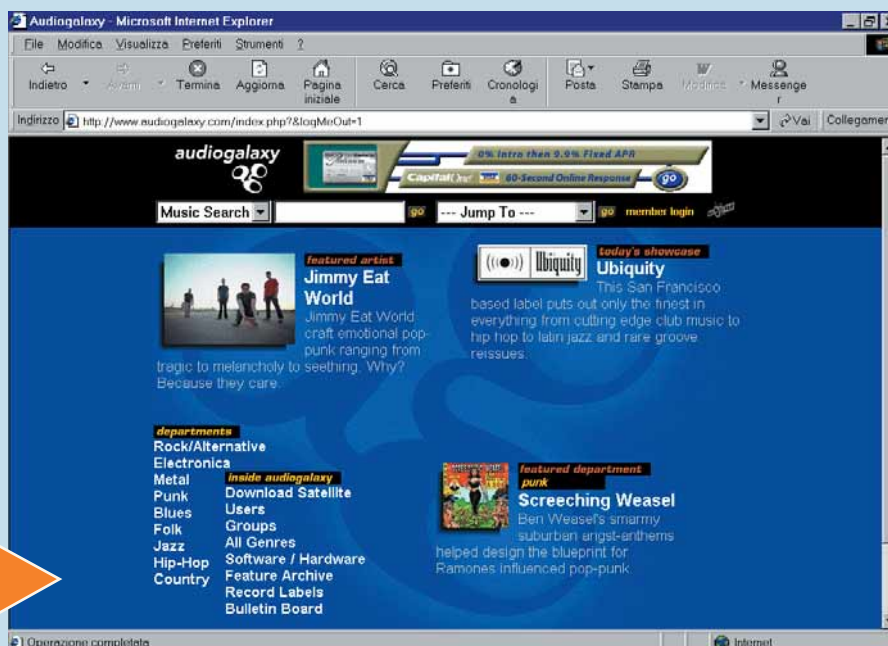 Audiogalaxy - Microsoft Internet Explorer
File Modifica Visualizza Preferiti Strumenti ?
Indietro Avanti Termina Aggiorna Pagina iniziale Cerca Preferiti Cronologia Posta Stampa Modifica Messenger
Indirizzo http://www.audiogalaxy.com/index.php?&logMeOut=1 Vai Collegamen
audiogalaxy
0% Intro then 9.9% Fixed APR
CapitalOne 60-Second Online Response go
Music Search go --- Jump To --- go member login
featured artist
Jimmy Eat
World
Jimmy Eat World
craft emotional pop-
punk ranging from
tragic to melancholy to seething. Why?
Because they care.
Ubiquity
today's showcase
Ubiquity
This San Francisco
based label puts out only the finest in
everything from cutting edge club music to
hip hop to latin jazz and rare groove
reissues.
departments
Rock/Alternative
Electronica
Metal
Punk
Blues
Folk
Jazz
Hip-Hop
Country
inside audiogalaxy
Download Satellite
Users
Groups
All Genres
Software / Hardware
Feature Archive
Record Labels
Bulletin Board
featured department
punk
Screeching Weasel
Ben Weasel's smarmy
suburban angst-anthems
helped design the blueprint for
Ramones influenced pop-punk.
Operazione completata Internet